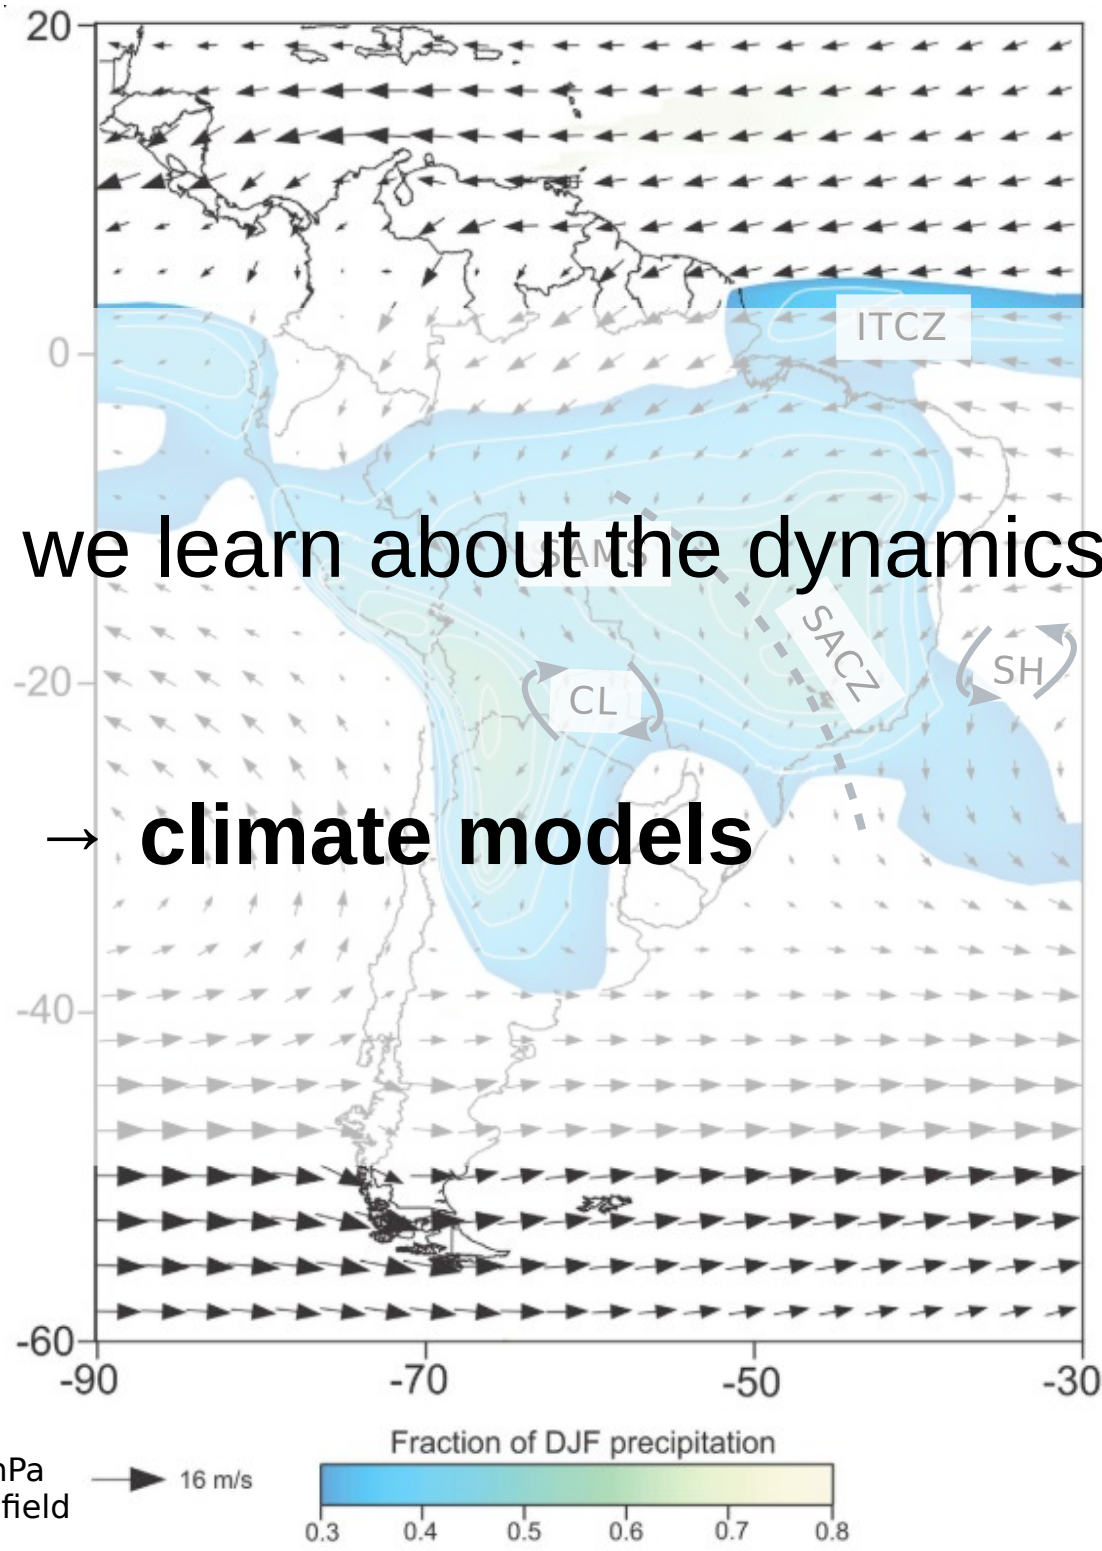 20
0
-20
-40
-60
ITCZ
we learn about the dynamics
SAMS
SACZ
SH
CL
→ climate models
-90 -70 -50 -30
Fraction of DJF precipitation
hPa
16 m/s
field
0.3 0.4 0.5 0.6 0.7 0.8